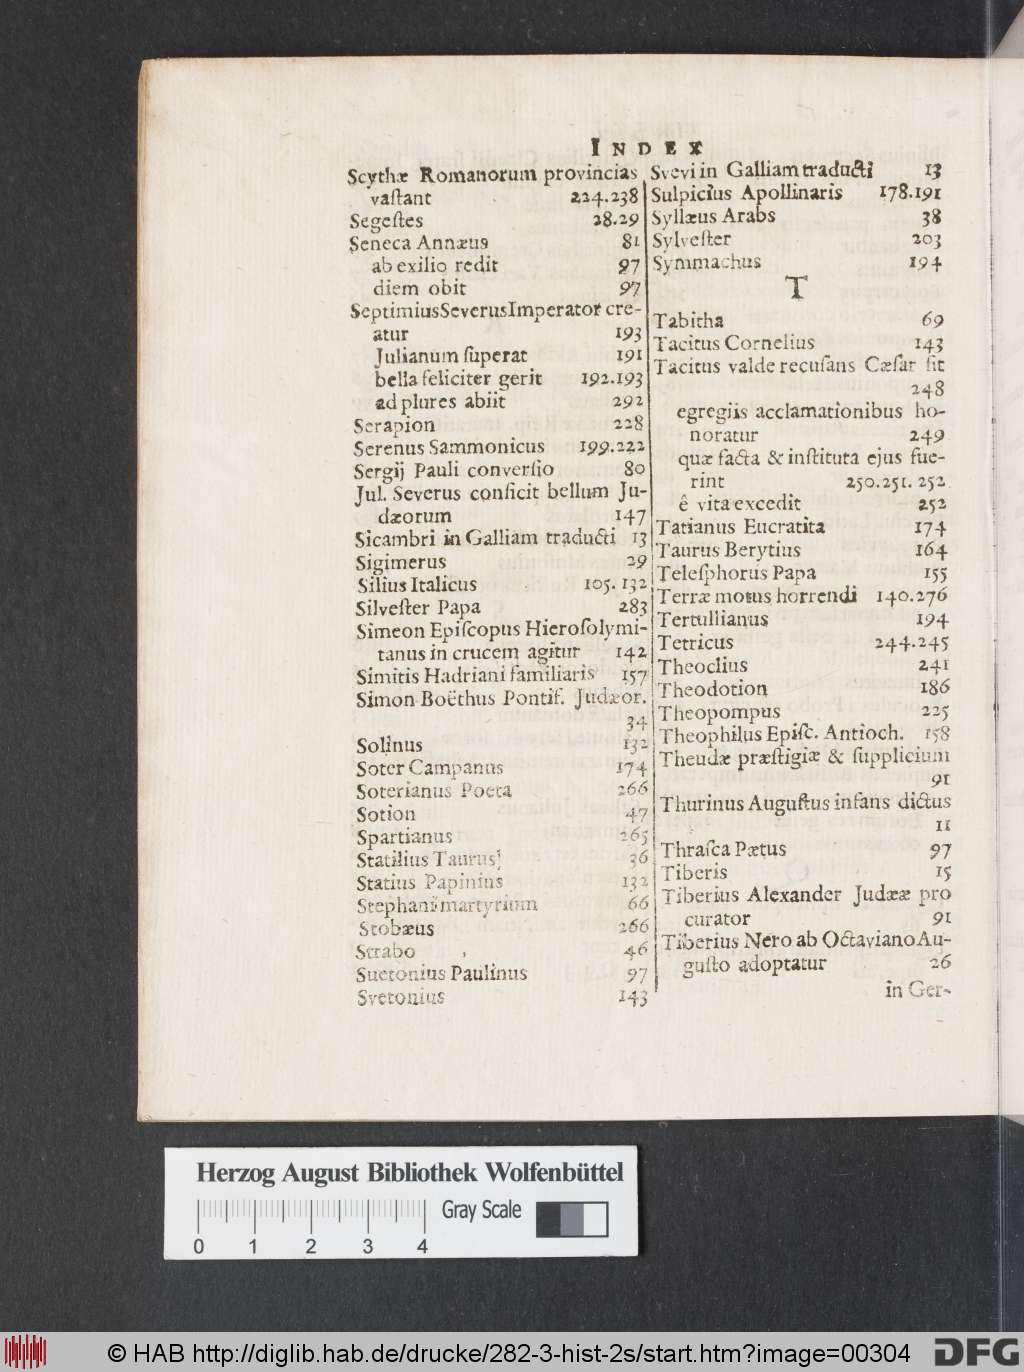 INDEX
Scythæ Romanorum provincias
vaſtant 224.238
Segeſtes 28.29
Seneca Annæus 81
ab exilio redit 97
diem obit 97
Septimius Severus Imperator cre-
atur 193
Julianum ſuperat 191
bella feliciter gerit 192.193
ad plures abiit 292
Serapion 228
Serenus Sammonicus 199.222
Sergij Pauli converſio 80
Jul. Severus conficit bellum Ju-
dæorum 147
Sicambri in Galliam traducti 13
Sigimerus 29
Silius Italicus 105.132
Silveſter Papa 283
Simeon Epiſcopus Hieroſolymi-
tanus in crucem agitur 142
Simitis Hadriani familiaris 157
Simon Boëthus Pontif. Judæor.
34
Solinus 132
Soter Campanus 174
Soterianus Poeta 266
Sotion 47
Spartianus 265
Statilius Taurus 36
Statius Papinius 132
Stephani martyrium 66
Stobæus 266
Strabo 46
Suetonius Paulinus 97
Svetonius 143
Svevi in Galliam traducti 13
Sulpicius Apollinaris 178.191
Syllæus Arabs 38
Sylveſter 203
Symmachus 194
T
Tabitha 69
Tacitus Cornelius 143
Tacitus valde recuſans Cæſar fit
248
egregiis acclamationibus ho-
noratur 249
quæ facta & inſtituta ejus fue-
rint 250.251.252
ê vita excedit 252
Tatianus Eucratita 174
Taurus Berytius 164
Teleſphorus Papa 155
Terræ motus horrendi 140.276
Tertullianus 194
Tetricus 244.245
Theoclius 241
Theodotion 186
Theopompus 225
Theophilus Epiſc. Antioch. 158
Theudæ præſtigiæ & ſupplicium
91
Thurinus Auguſtus infans dictus
11
Thraſca Pætus 97
Tiberis 15
Tiberius Alexander Judææ pro
curator 91
Tiberius Nero ab Octaviano Au-
guſto adoptatur 26
in Ger-
Herzog August Bibliothek Wolfenbüttel
Gray Scale
0 1 2 3 4
© HAB http://diglib.hab.de/drucke/282-3-hist-2s/start.htm?image=00304
DFG